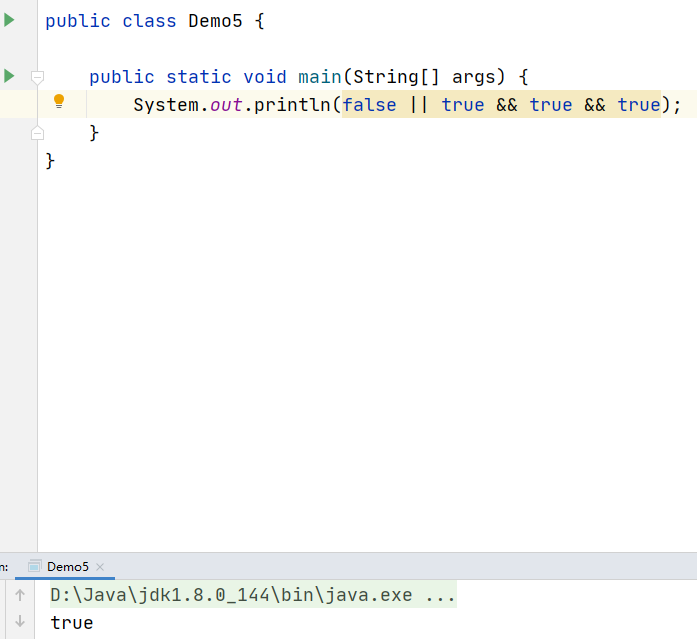 public class Demo5 {
public static void main(String[] args) {
System.out.println(false || true && true && true);
}
}
n:
Demo5
D:\Java\jdk1.8.0_144\bin\java.exe ...
true